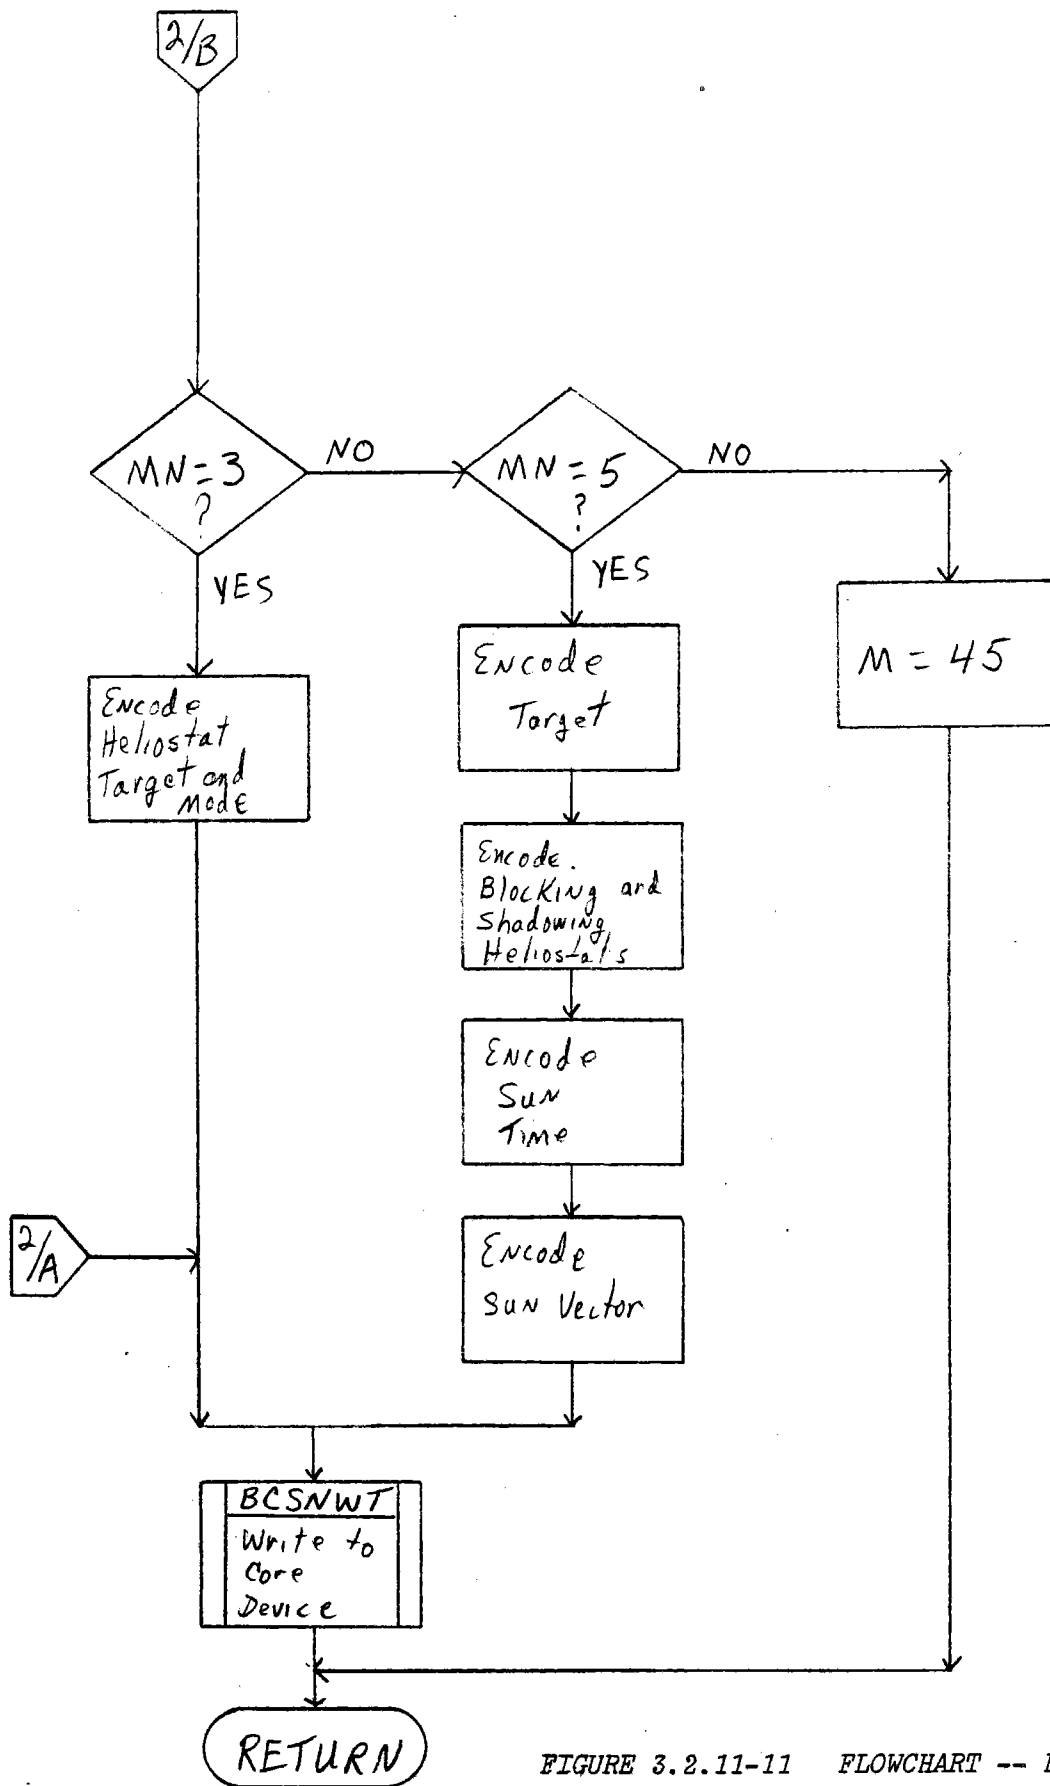 2/B
MN = 3
?
NO
MN = 5
?
NO
YES
YES
Encode
Heliostat
Target and
Mode
Encode
Target
M = 45
Encode.
Blocking and
Shadowing
Heliostats
Encode
Sun
Time
2/A
Encode
Sun Vector
BCSNWT
Write to
Core
Device
RETURN
FIGURE 3.2.11-11 FLOWCHART --